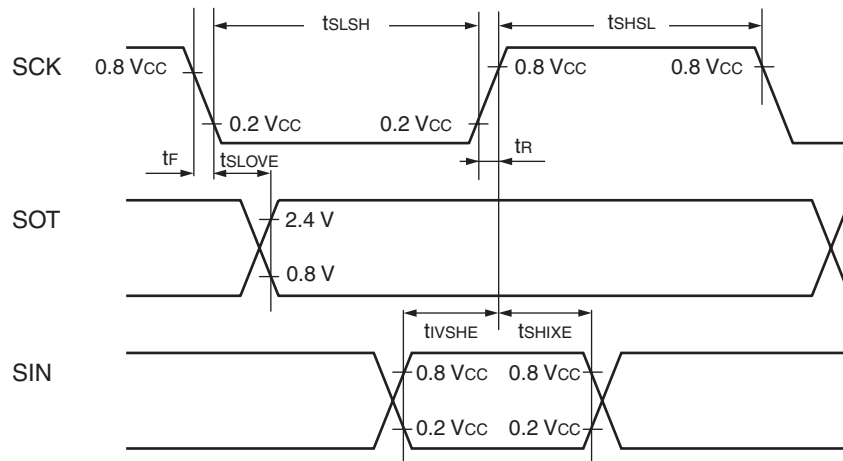 tSLSH tSHSL
SCK
0.8 VCC 0.8 VCC 0.8 VCC
0.2 VCC 0.2 VCC
tF tSLOVE tR
SOT
2.4 V
0.8 V
tIVSHE tSHIXE
SIN
0.8 VCC 0.8 VCC
0.2 VCC 0.2 VCC